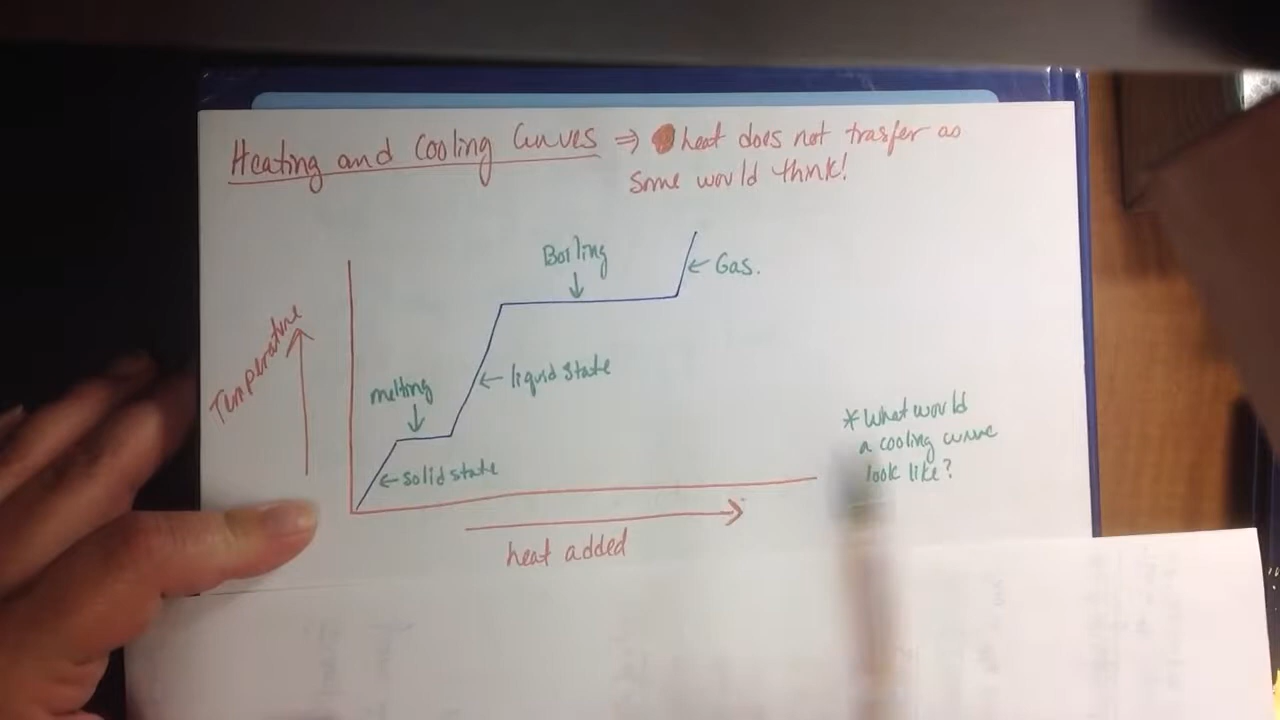 Heating and Cooling Curves ⇒ heat does not trasfer as
some would think!
Boiling
← Gas.
Temperature
← liquid state
melting
← solid state
*What would
a cooling curve
look like?
heat added